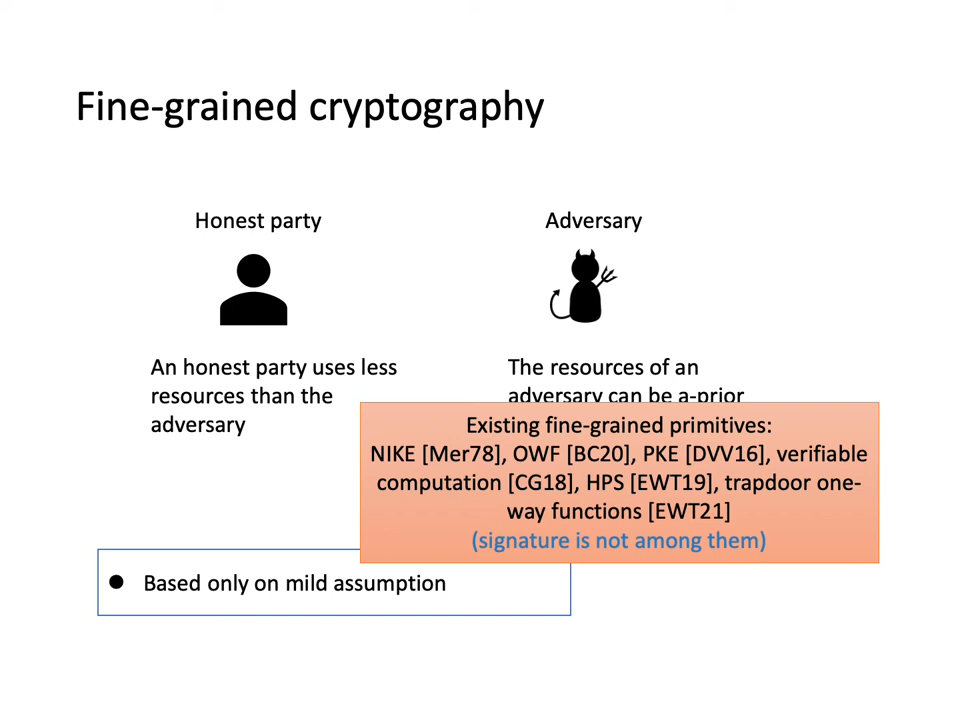 Fine-grained cryptography
Honest party
Adversary
An honest party uses less
resources than the
adversary
The resources of an
adversary can be a-prior
Existing fine-grained primitives:
NIKE [Mer78], OWF [BC20], PKE [DVV16], verifiable
computation [CG18], HPS [EWT19], trapdoor one-
way functions [EWT21]
(signature is not among them)
● Based only on mild assumption